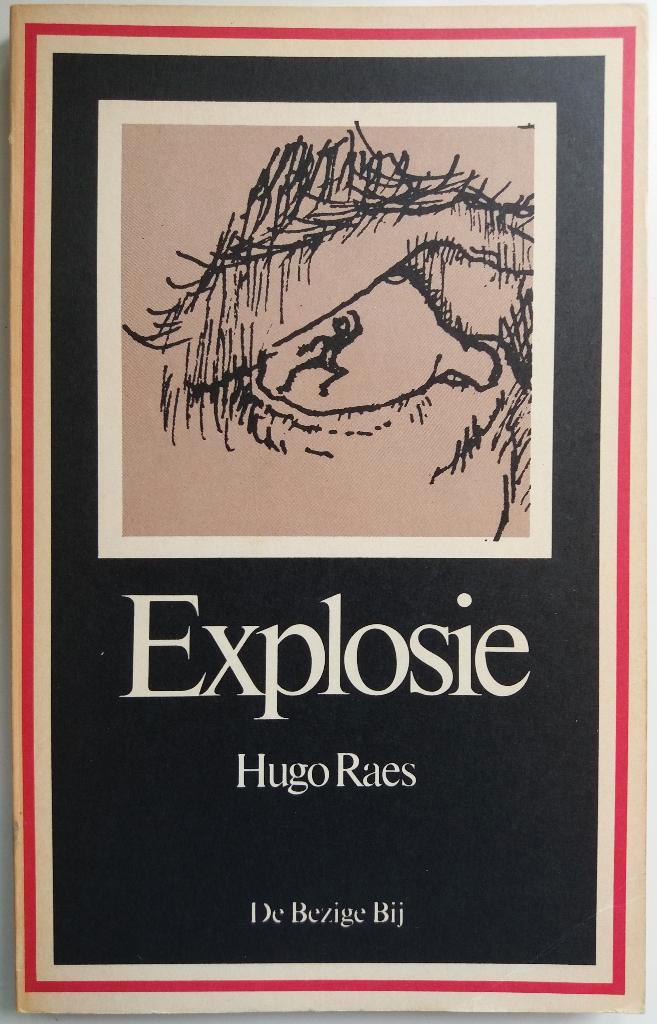 Explosie
Hugo Raes
De Bezige Bij